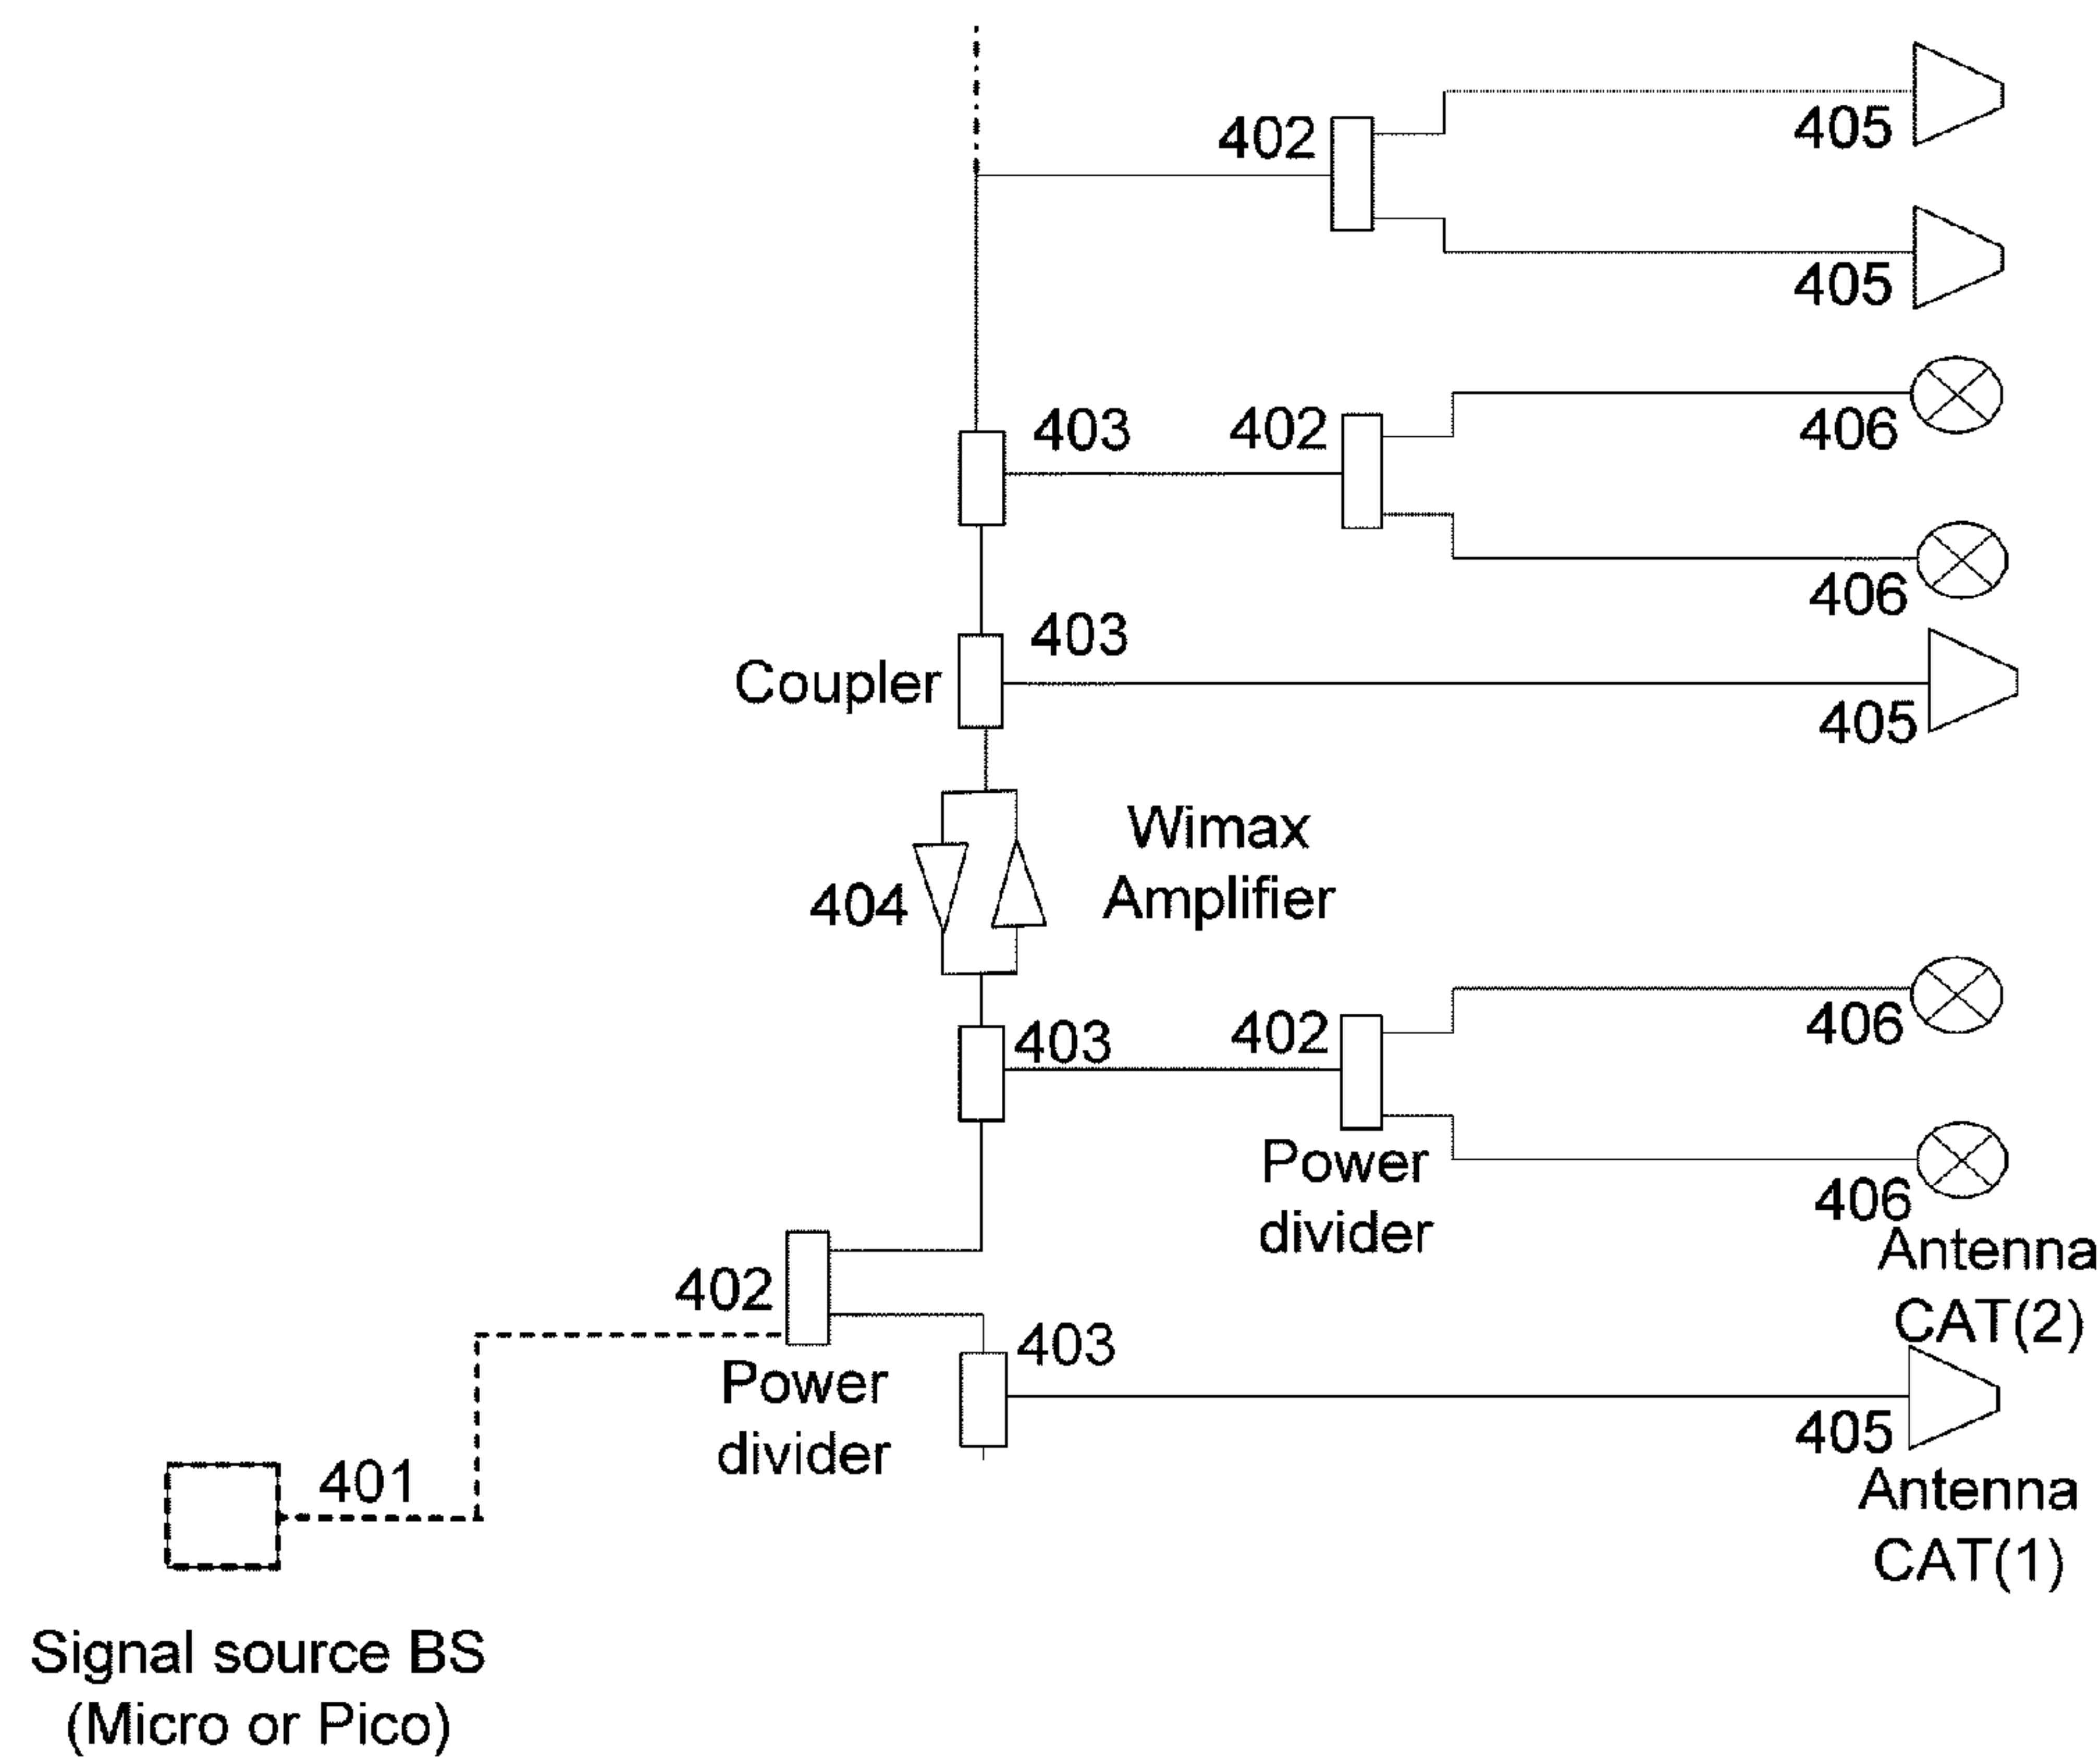 402
405
405
403
402
406
406
403
Coupler
405
Wimax
Amplifier
404
403
402
406
Power
divider
406
Antenna
CAT(2)
402
403
Power
divider
405
Antenna
CAT(1)
401
Signal source BS
(Micro or Pico)